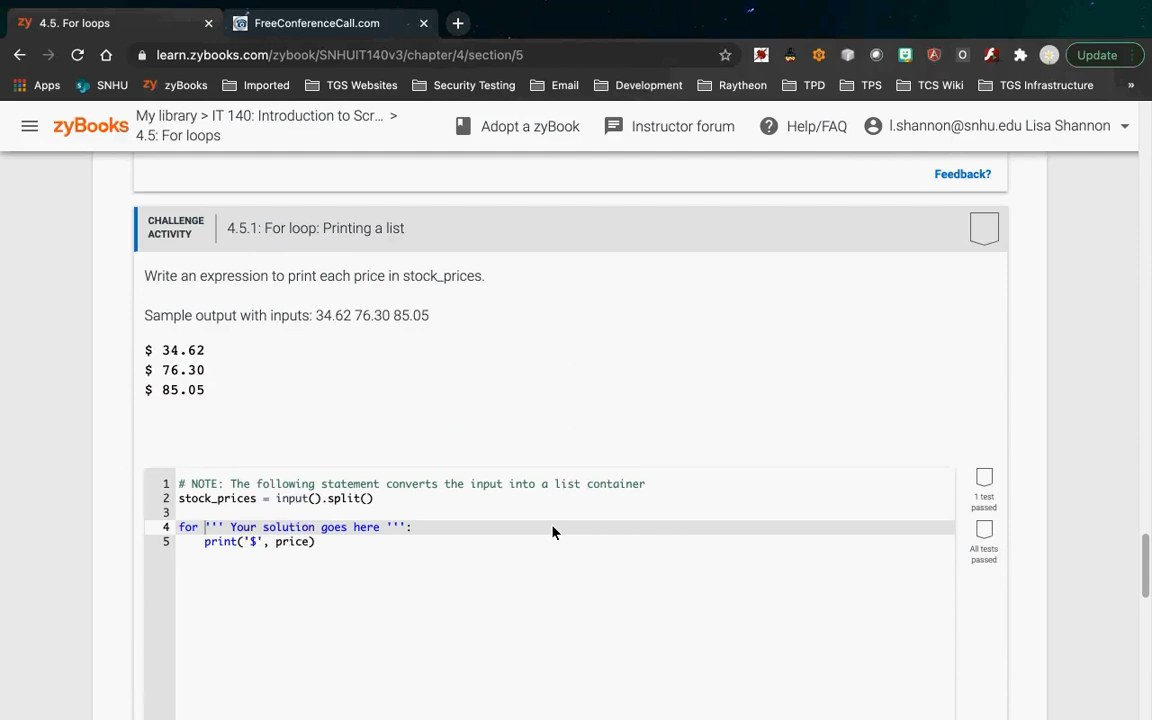 4.5. For loops
FreeConferenceCall.com
learn.zybooks.com/zybook/SNHUIT140v3/chapter/4/section/5
Update
Apps SNHU zyBooks Imported TGS Websites Security Testing Email Development Raytheon TPD TPS TCS Wiki TGS Infrastructure »
zyBooks
My library > IT 140: Introduction to Scr... >
4.5: For loops
Adopt a zyBook
Instructor forum
Help/FAQ
l.shannon@snhu.edu Lisa Shannon
Feedback?
CHALLENGE
ACTIVITY
4.5.1: For loop: Printing a list
Write an expression to print each price in stock_prices.
Sample output with inputs: 34.62 76.30 85.05
$ 34.62
$ 76.30
$ 85.05
1 # NOTE: The following statement converts the input into a list container
2 stock_prices = input().split()
3
4 for ''' Your solution goes here ''':
5     print('$', price)
1 test
passed
All tests
passed